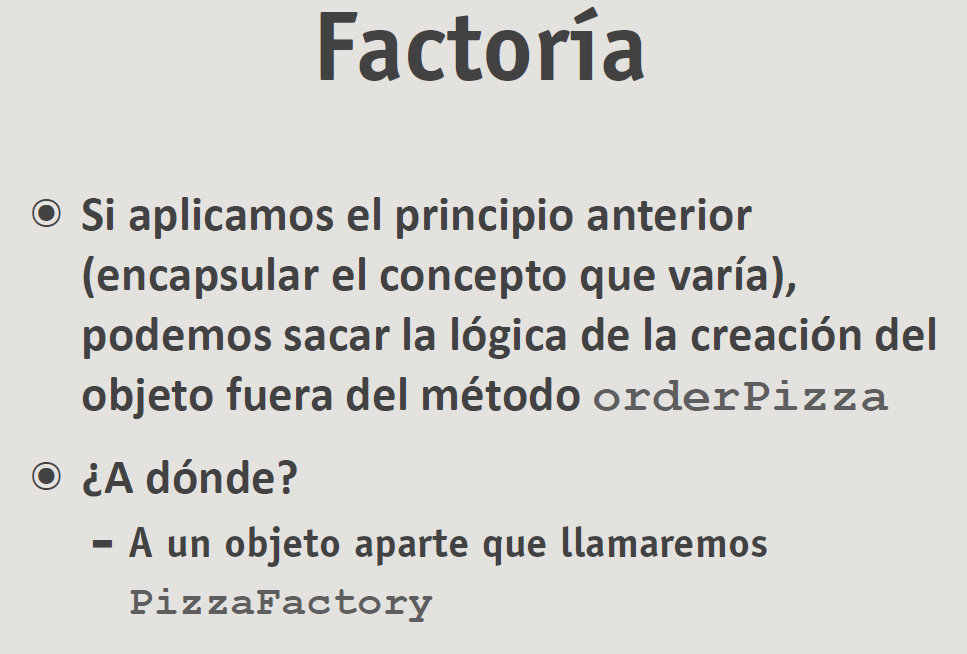 Factoría
Si aplicamos el principio anterior
(encapsular el concepto que varía),
podemos sacar la lógica de la creación del
objeto fuera del método orderPizza
¿A dónde?
– A un objeto aparte que llamaremos
PizzaFactory